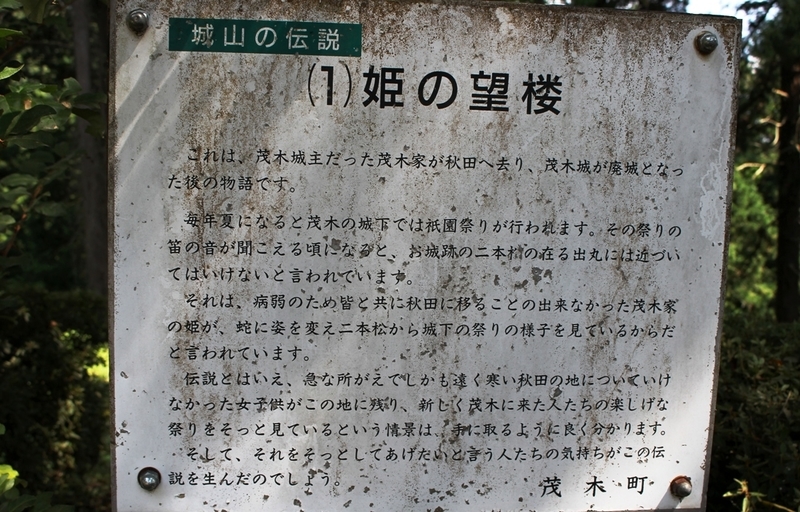 城山の伝説
(1)姫の望楼
これは、茂木城主だった茂木家が秋田へ去り、茂木城が廃城となっ
た後の物語です。
毎年夏になると茂木の城下では祇園祭りが行われます。その祭りの
笛の音が聞こえる頃になると、お城跡の二本松の在る出丸には近づい
てはいけないと言われています。
それは、病弱のため皆と共に秋田に移ることの出来なかった茂木家
の姫が、蛇に姿を変え二本松から城下の祭りの様子を見ているからだ
と言われています。
伝説とはいえ、急な所がえでしかも遠く寒い秋田の地についていけ
なかった女子供がこの地に残り、新しく茂木に来た人たちの楽しげな
祭りをそっと見ているという情景は、手に取るように良く分かります。
そして、それをそっとしてあげたいと言う人たちの気持ちがこの伝
説を生んだのでしょう。
茂木町